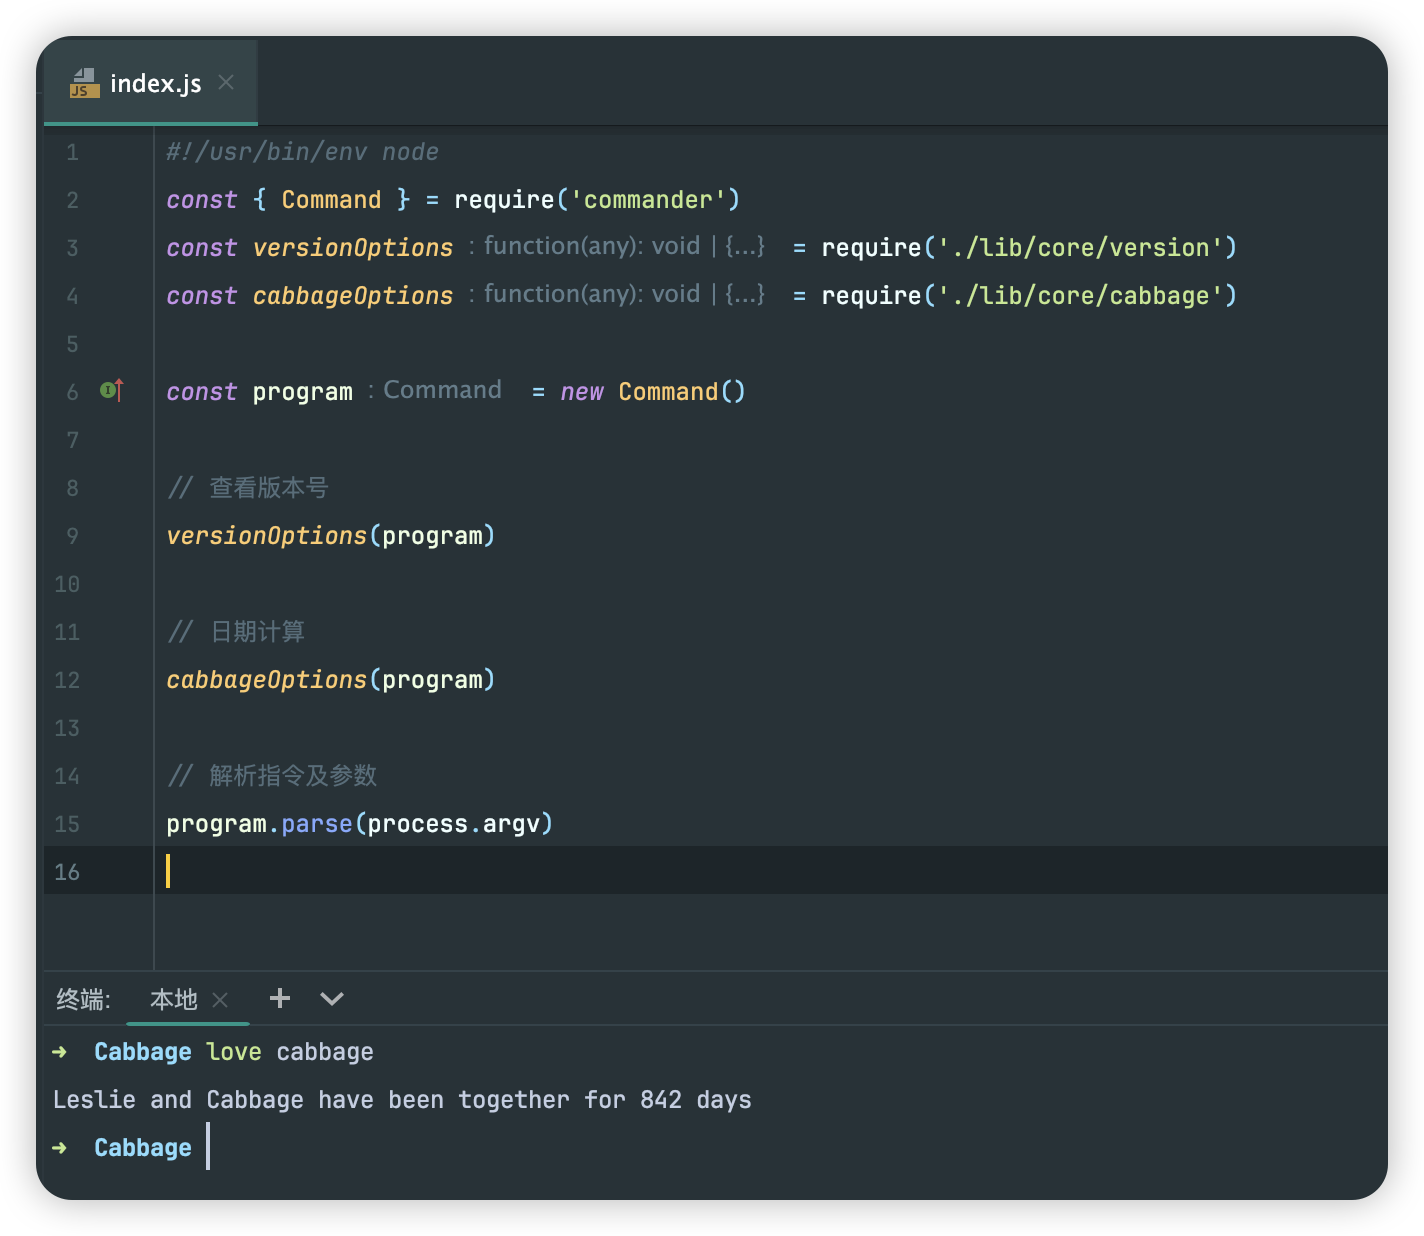 JS index.js
1 #!/usr/bin/env node
2 const { Command } = require('commander')
3 const versionOptions : function(any): void | {...} = require('./lib/core/version')
4 const cabbageOptions : function(any): void | {...} = require('./lib/core/cabbage')
5
6 const program : Command = new Command()
7
8 // 查看版本号
9 versionOptions(program)
10
11 // 日期计算
12 cabbageOptions(program)
13
14 // 解析指令及参数
15 program.parse(process.argv)
16
终端: 本地
➜ Cabbage love cabbage
Leslie and Cabbage have been together for 842 days
➜ Cabbage